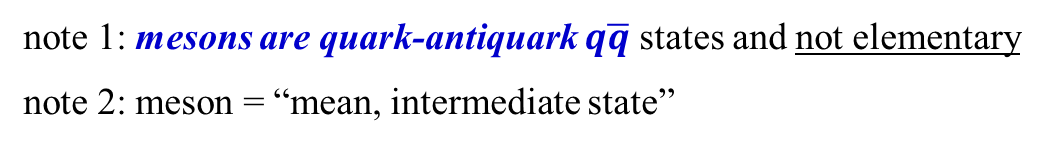 note 1: mesons are quark-antiquark qq̅ states and not elementary
note 2: meson = “mean, intermediate state”